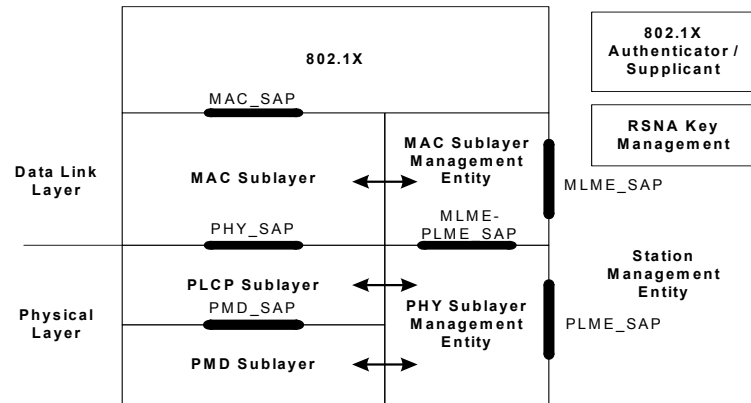 802.1X
802.1X
Authenticator /
Supplicant
MAC_SAP
RSNA Key
Management
MAC Sublayer
Management
Entity
Data Link
Layer
MAC Sublayer
MLME_SAP
PHY_SAP
MLME-
PLME_SAP
Station
Management
Entity
PLCP Sublayer
PMD_SAP
Physical
Layer
PHY Sublayer
Management
Entity
PLME_SAP
PMD Sublayer